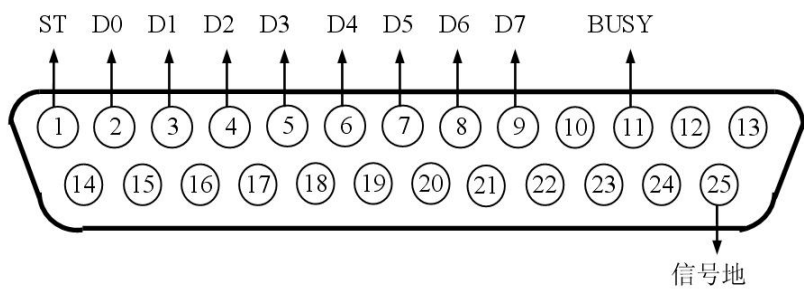 ST D0 D1 D2 D3 D4 D5 D6 D7 BUSY
1 2 3 4 5 6 7 8 9 10 11 12 13
14 15 16 17 18 19 20 21 22 23 24 25
信号地